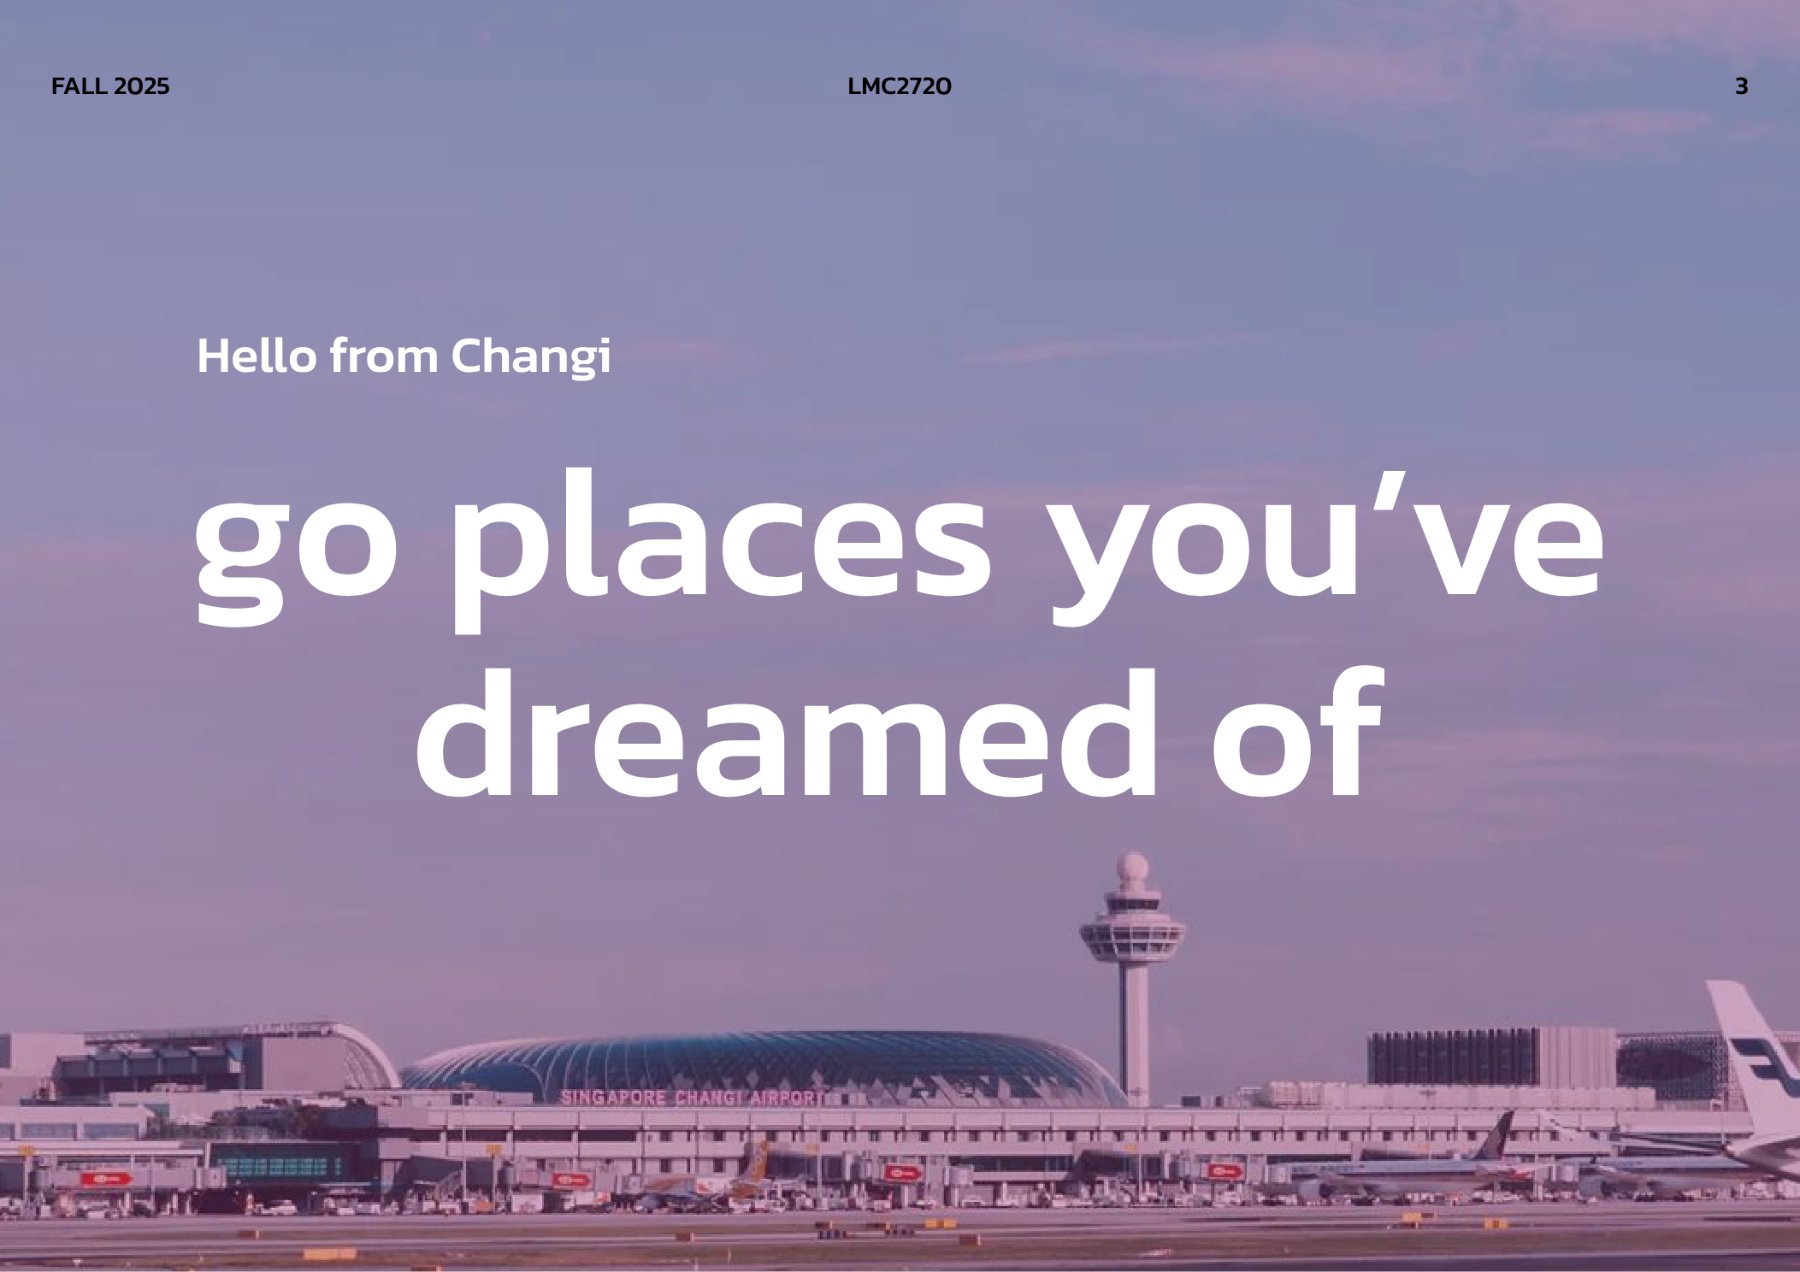 FALL 2025
LMC2720
3
Hello from Changi
go places you’ve
dreamed of
SINGAPORE CHANGI AIRPORT